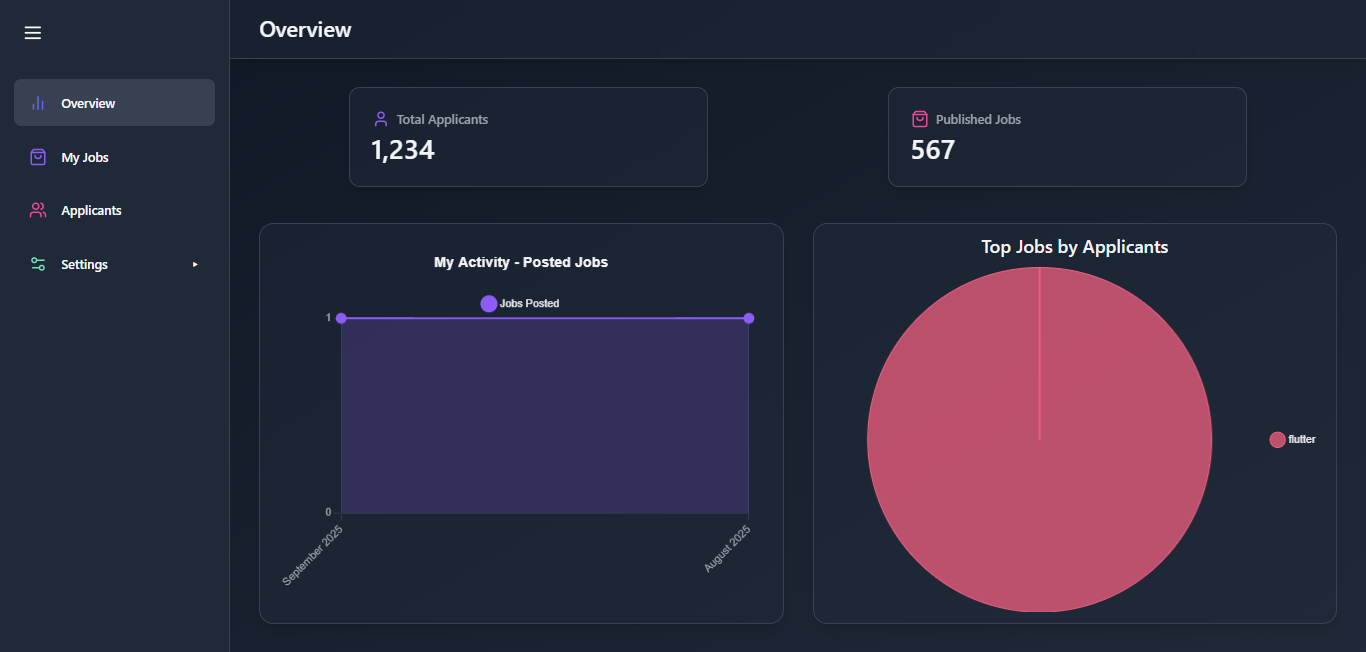 Overview
Overview
My Jobs
Applicants
Settings
Total Applicants
1,234
Published Jobs
567
My Activity - Posted Jobs
Jobs Posted
1
0
September 2025
August 2025
Top Jobs by Applicants
flutter